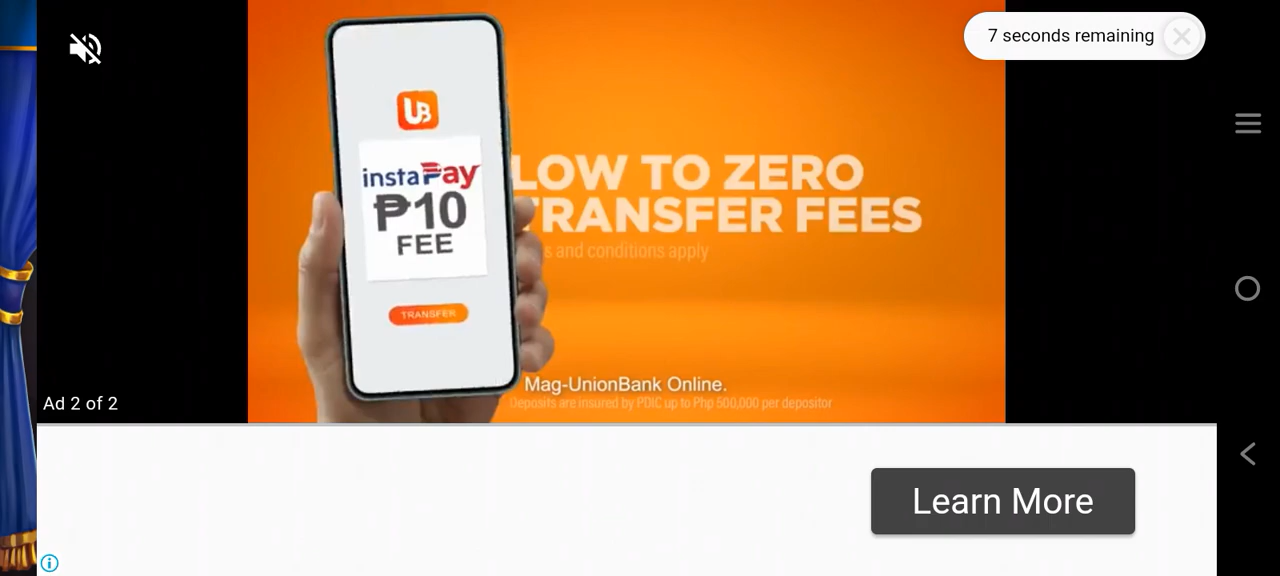 7 seconds remaining
UB
instaPay
₱10
FEE
TRANSFER
LOW TO ZERO
TRANSFER FEES
s and conditions apply
Mag-UnionBank Online.
Deposits are insured by PDIC up to Php 500,000 per depositor
Ad 2 of 2
Learn More